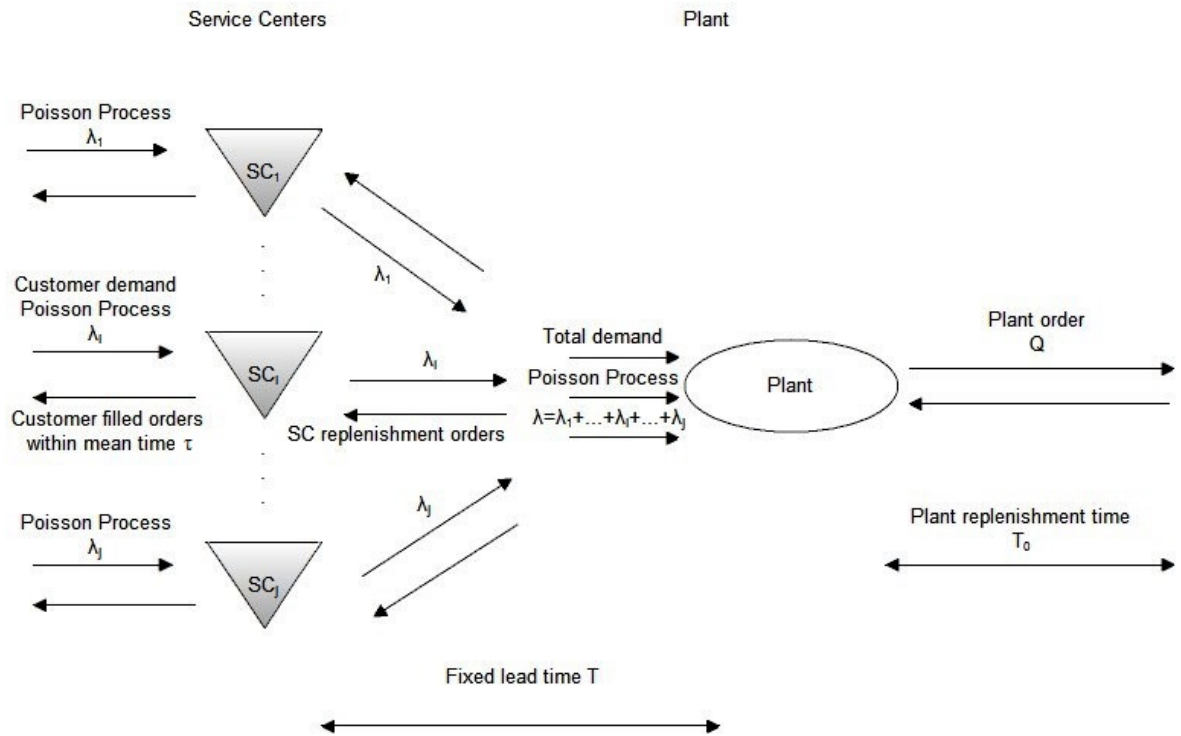 Service Centers
Plant
Poisson Process
λ₁
SC₁
λ₁
Customer demand
Poisson Process
λᵢ
SCᵢ
Customer filled orders
within mean time τ
λᵢ
SC replenishment orders
Total demand
Poisson Process
λ=λ₁+...+λᵢ+...+λⱼ
Plant
Plant order
Q
Poisson Process
λⱼ
SCⱼ
λⱼ
Plant replenishment time
T₀
Fixed lead time T